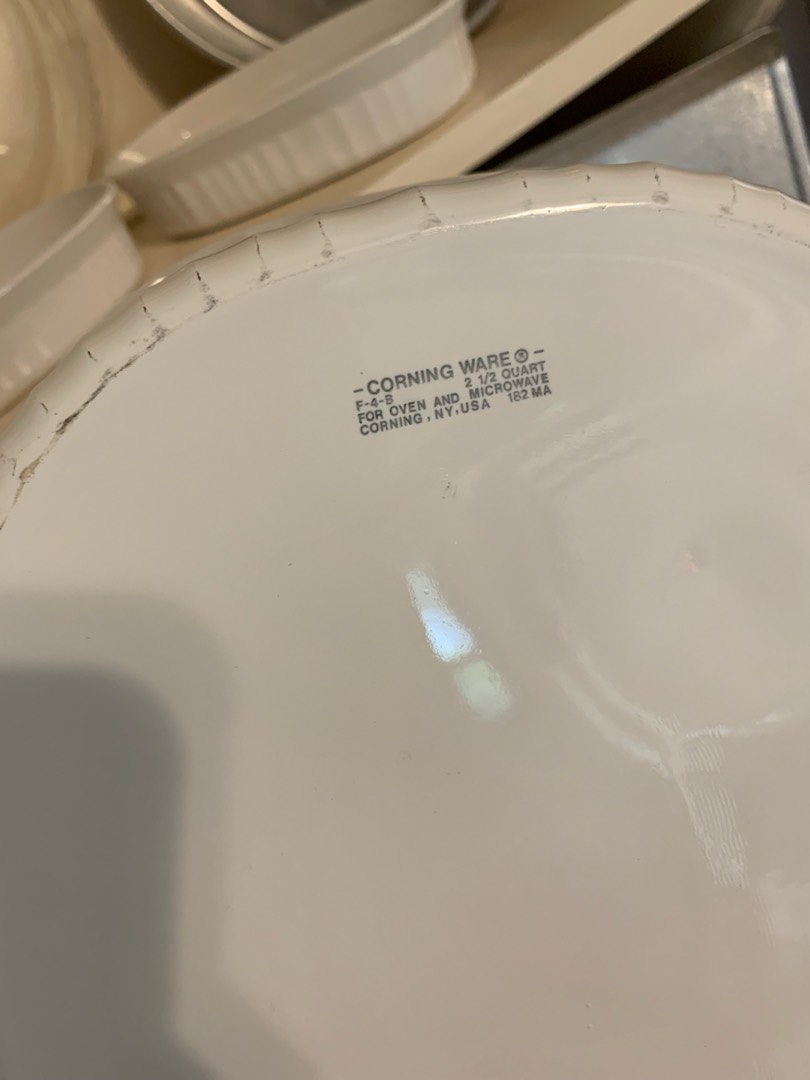 -CORNING WARE®-
F-4-B 2 1/2 QUART
FOR OVEN AND MICROWAVE
CORNING, NY, USA 182 MA